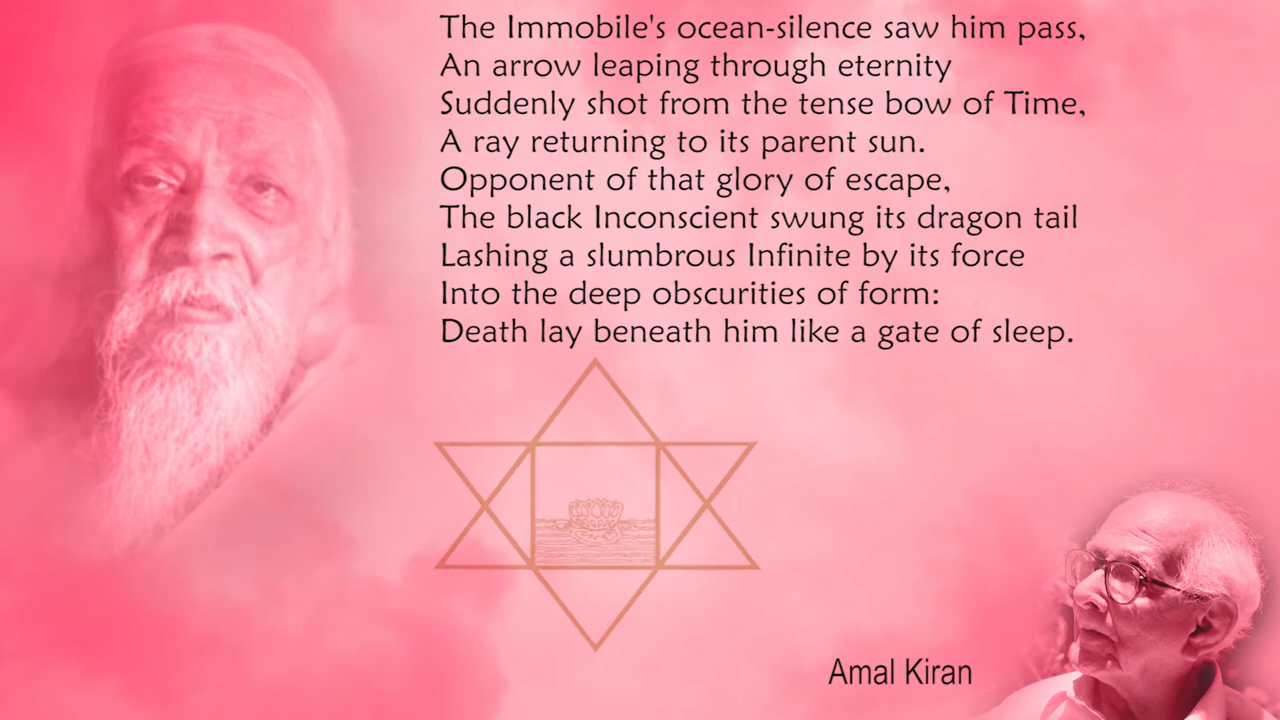 The Immobile's ocean-silence saw him pass,
An arrow leaping through eternity
Suddenly shot from the tense bow of Time,
A ray returning to its parent sun.
Opponent of that glory of escape,
The black Inconscient swung its dragon tail
Lashing a slumbrous Infinite by its force
Into the deep obscurities of form:
Death lay beneath him like a gate of sleep.
Amal Kiran